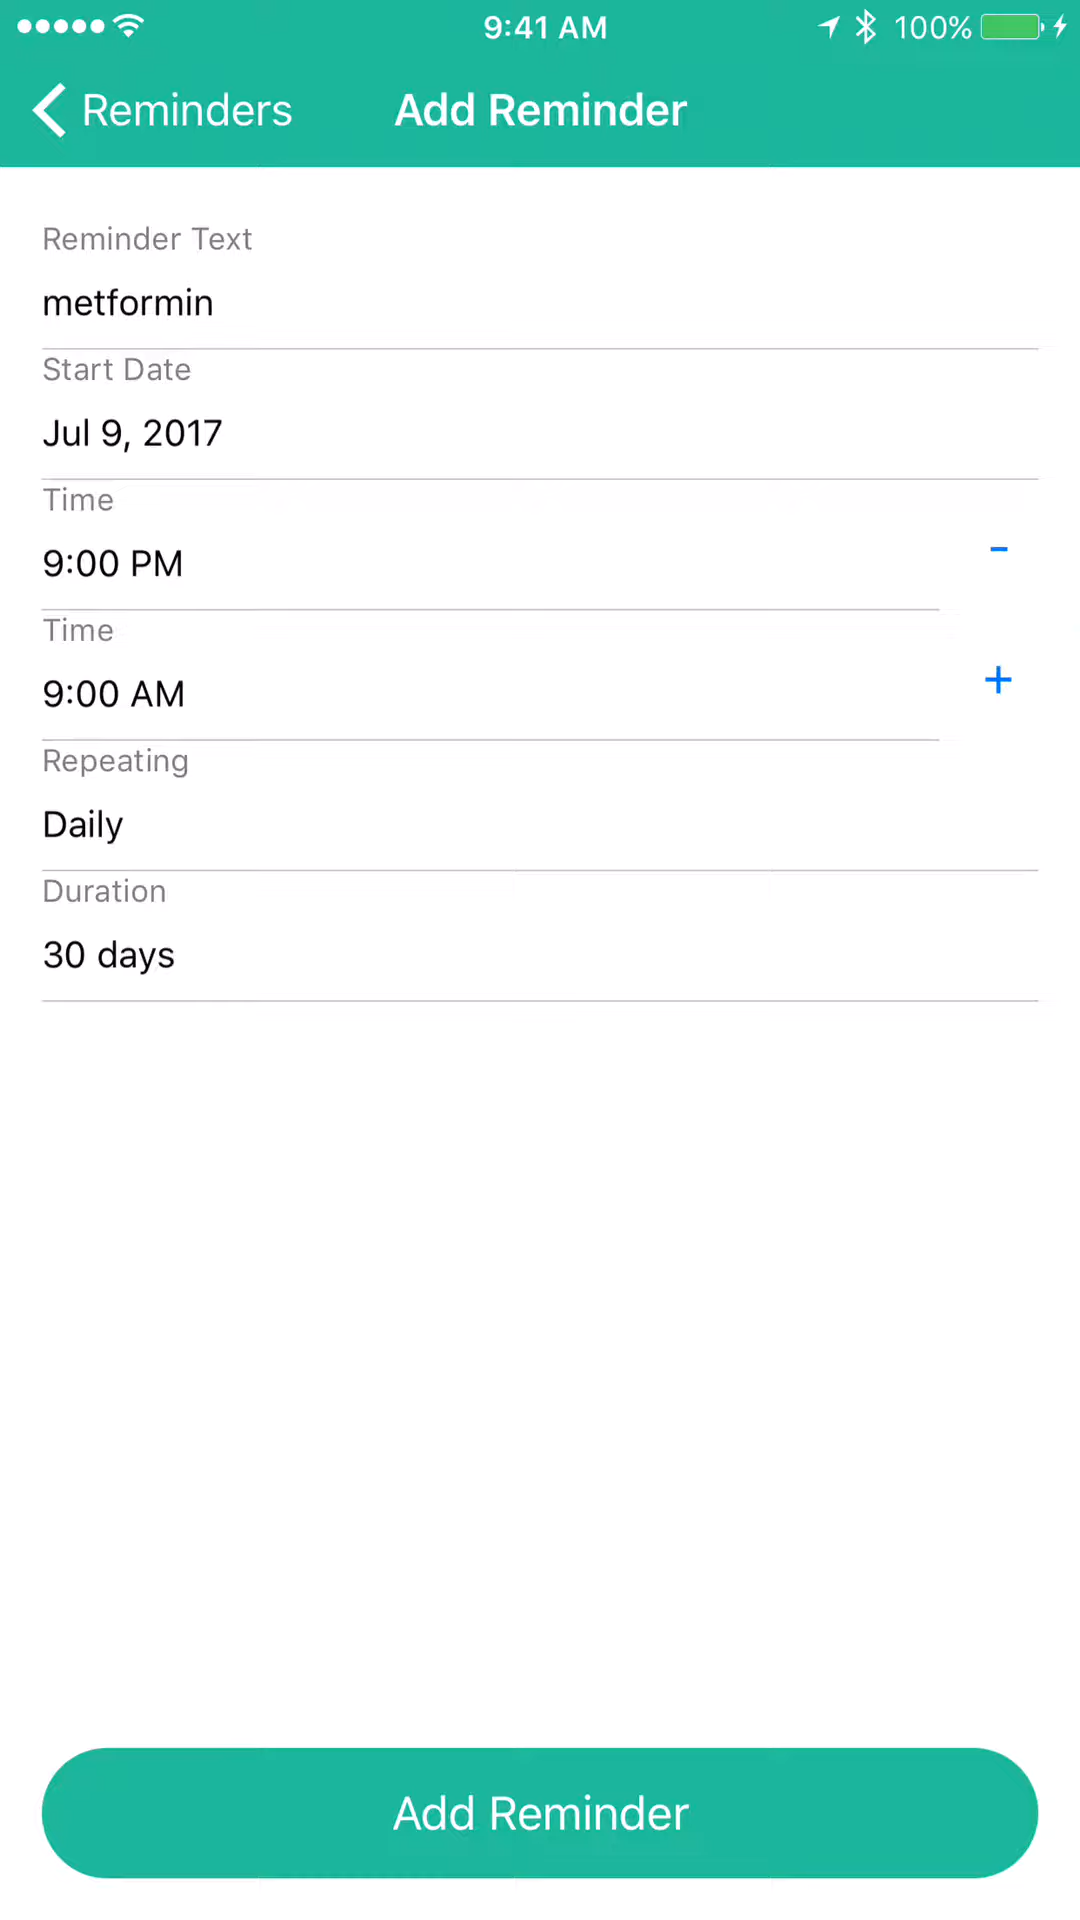 9:41 AM
100%
Reminders
Add Reminder
Reminder Text
metformin
Start Date
Jul 9, 2017
Time
9:00 PM
-
Time
9:00 AM
+
Repeating
Daily
Duration
30 days
Add Reminder